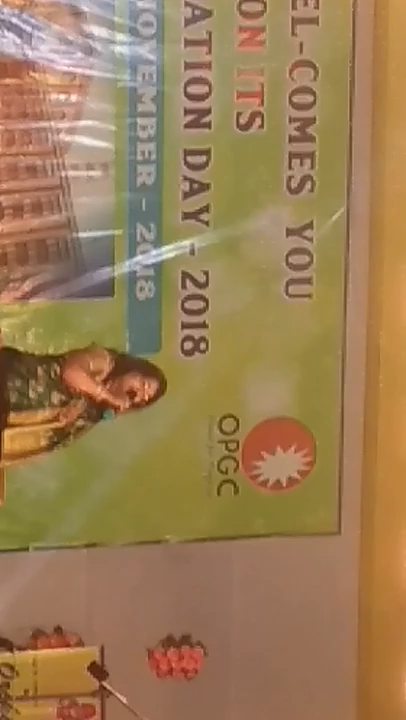 EL-COMES YOU
ON ITS
ATION DAY - 2018
NOVEMBER - 2018
OPGC